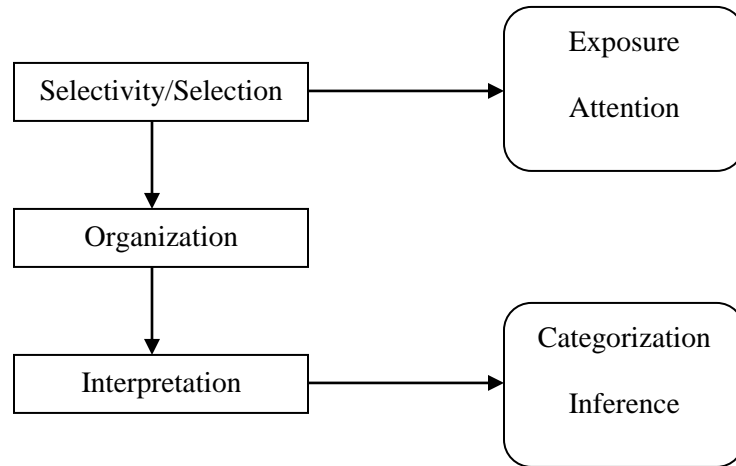 Exposure
Selectivity/Selection
Attention
Organization
Categorization
Interpretation
Inference